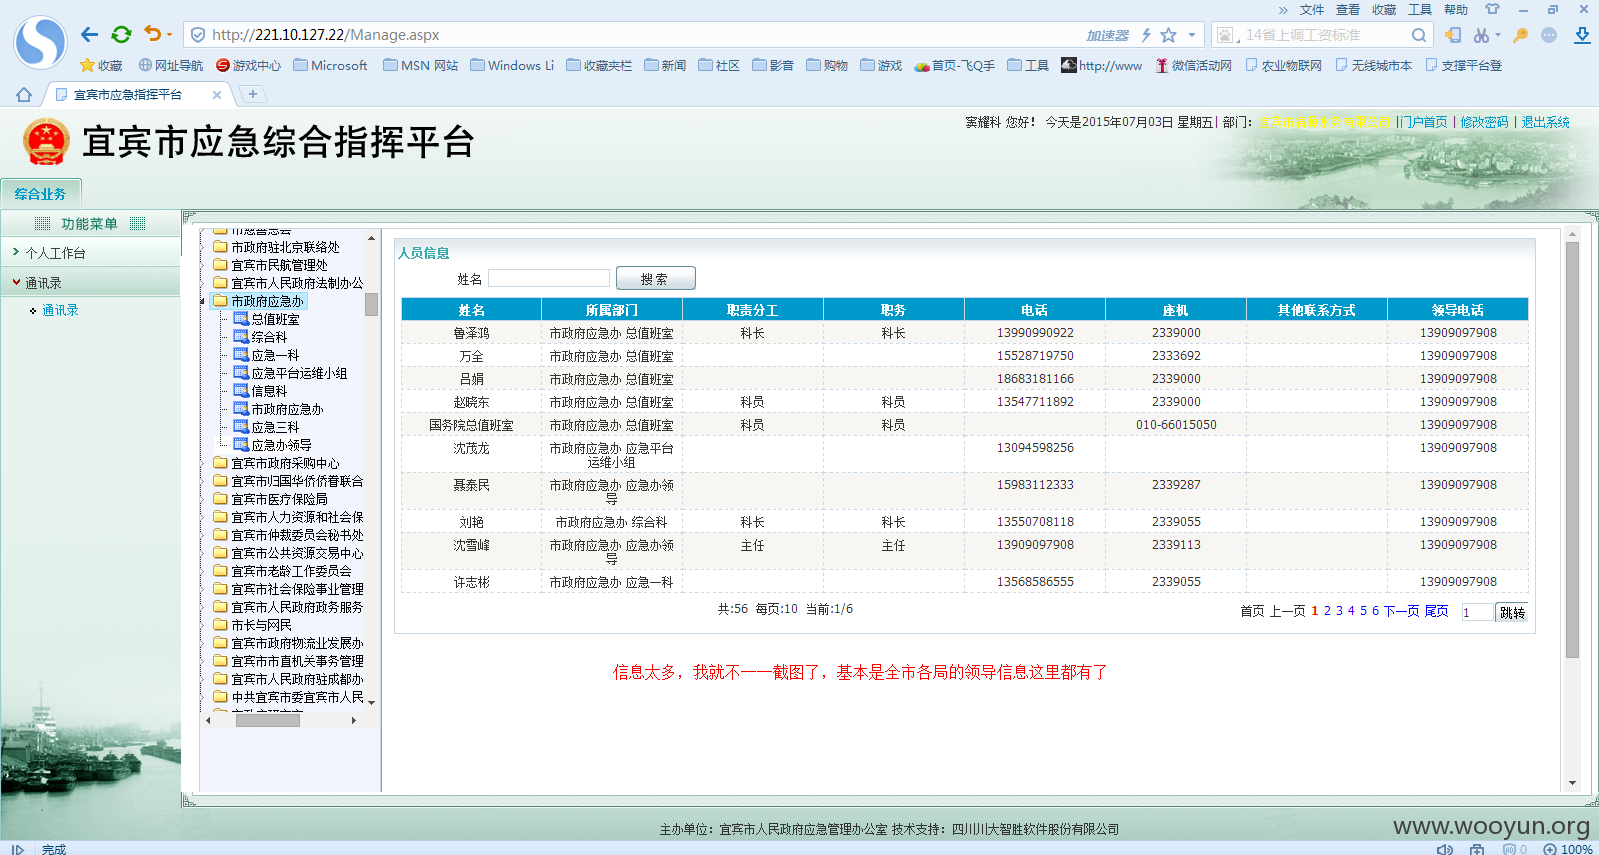 » 文件 查看 收藏 工具 帮助
http://221.10.127.22/Manage.aspx 加速器 14省上调工资标准
收藏 网址导航 游戏中心 Microsoft MSN 网站 Windows Li 收藏夹栏 新闻 社区 影音 购物 游戏 首页-飞Q手 工具 http://www 微信活动网 农业物联网 无线城市本 支撑平台登
宜宾市应急指挥平台
宜宾市应急综合指挥平台
窦耀科 您好! 今天是2015年07月03日 星期五| 部门: |门户首页 | 修改密码 | 退出系统
综合业务
功能菜单
个人工作台
通讯录
通讯录
市慈善总会
市政府驻北京联络处
宜宾市民航管理处
宜宾市人民政府法制办公
市政府应急办
总值班室
综合科
应急一科
应急平台运维小组
信息科
市政府应急办
应急三科
应急办领导
宜宾市政府采购中心
宜宾市归国华侨侨眷联合
宜宾市医疗保险局
宜宾市人力资源和社会保
宜宾市仲裁委员会秘书处
宜宾市公共资源交易中心
宜宾市老龄工作委员会
宜宾市社会保险事业管理
宜宾市人民政府政务服务
市长与网民
宜宾市政府物流业发展办
宜宾市市直机关事务管理
宜宾市人民政府驻成都办
中共宜宾市委宜宾市人民
人员信息
姓名 搜 索
姓名 所属部门 职责分工 职务 电话 座机 其他联系方式 领导电话
鲁泽鸿 市政府应急办 总值班室 科长 科长 13990990922 2339000 13909097908
万全 市政府应急办 总值班室 15528719750 2333692 13909097908
吕娟 市政府应急办 总值班室 18683181166 2339000 13909097908
赵晓东 市政府应急办 总值班室 科员 科员 13547711892 2339000 13909097908
国务院总值班室 市政府应急办 总值班室 科员 科员 010-66015050 13909097908
沈茂龙 市政府应急办 应急平台 13094598256 13909097908
运维小组
聂泰民 市政府应急办 应急办领 15983112333 2339287 13909097908
导
刘艳 市政府应急办 综合科 科长 科长 13550708118 2339055 13909097908
沈雪峰 市政府应急办 应急办领 主任 主任 13909097908 2339113 13909097908
导
许志彬 市政府应急办 应急一科 13568586555 2339055 13909097908
共:56 每页:10 当前:1/6 首页 上一页 1 2 3 4 5 6 下一页 尾页 1 跳转
信息太多，我就不一一截图了，基本是全市各局的领导信息这里都有了
主办单位：宜宾市人民政府应急管理办公室 技术支持：四川川大智胜软件股份有限公司
www.wooyun.org
完成 0 100%